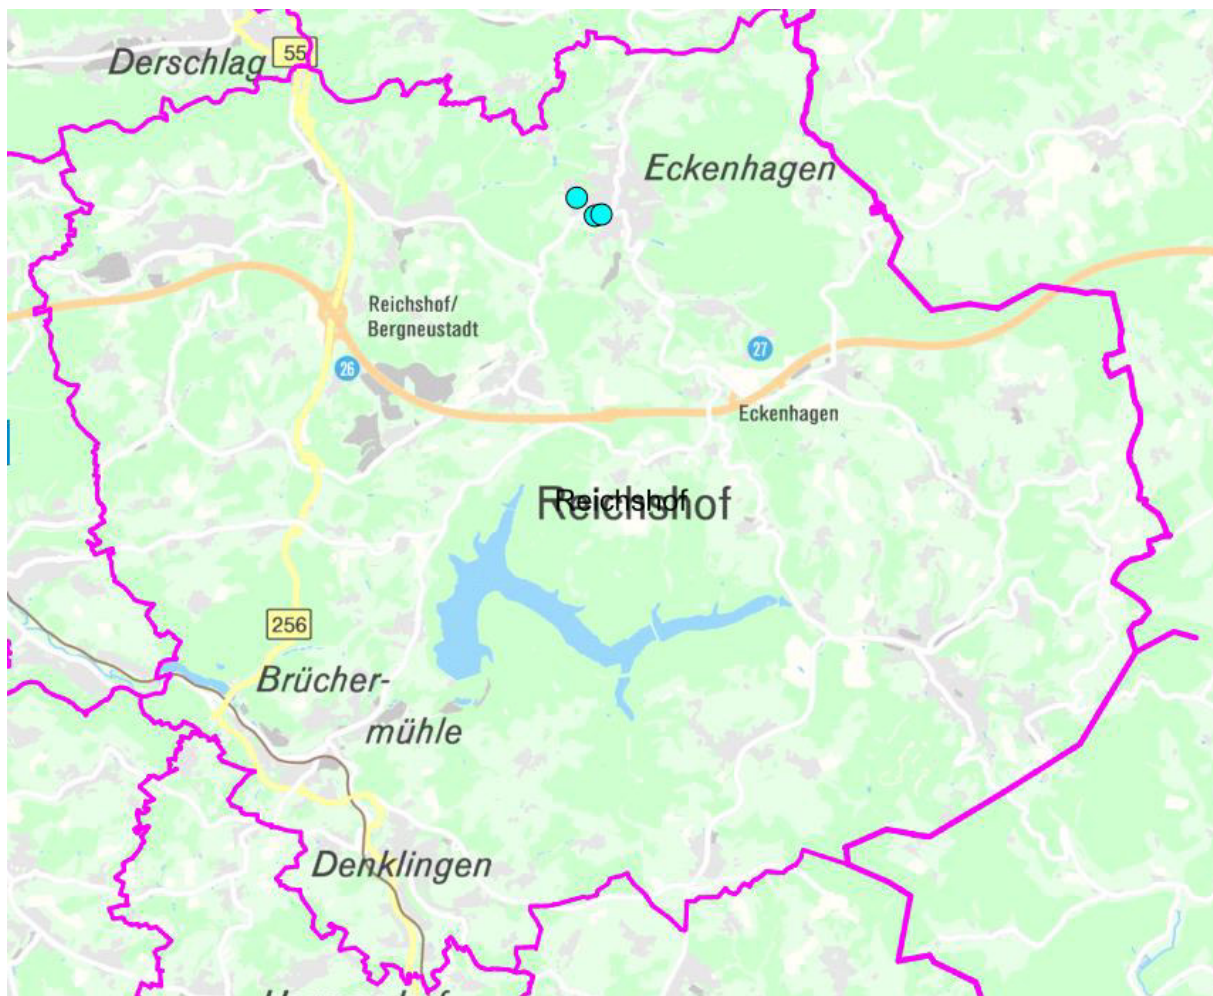 Derschlag
55
Eckenhagen
Reichshof/
Bergneustadt
26
27
Eckenhagen
Reichshof
Reichshof
256
Brücher-
mühle
Denklingen